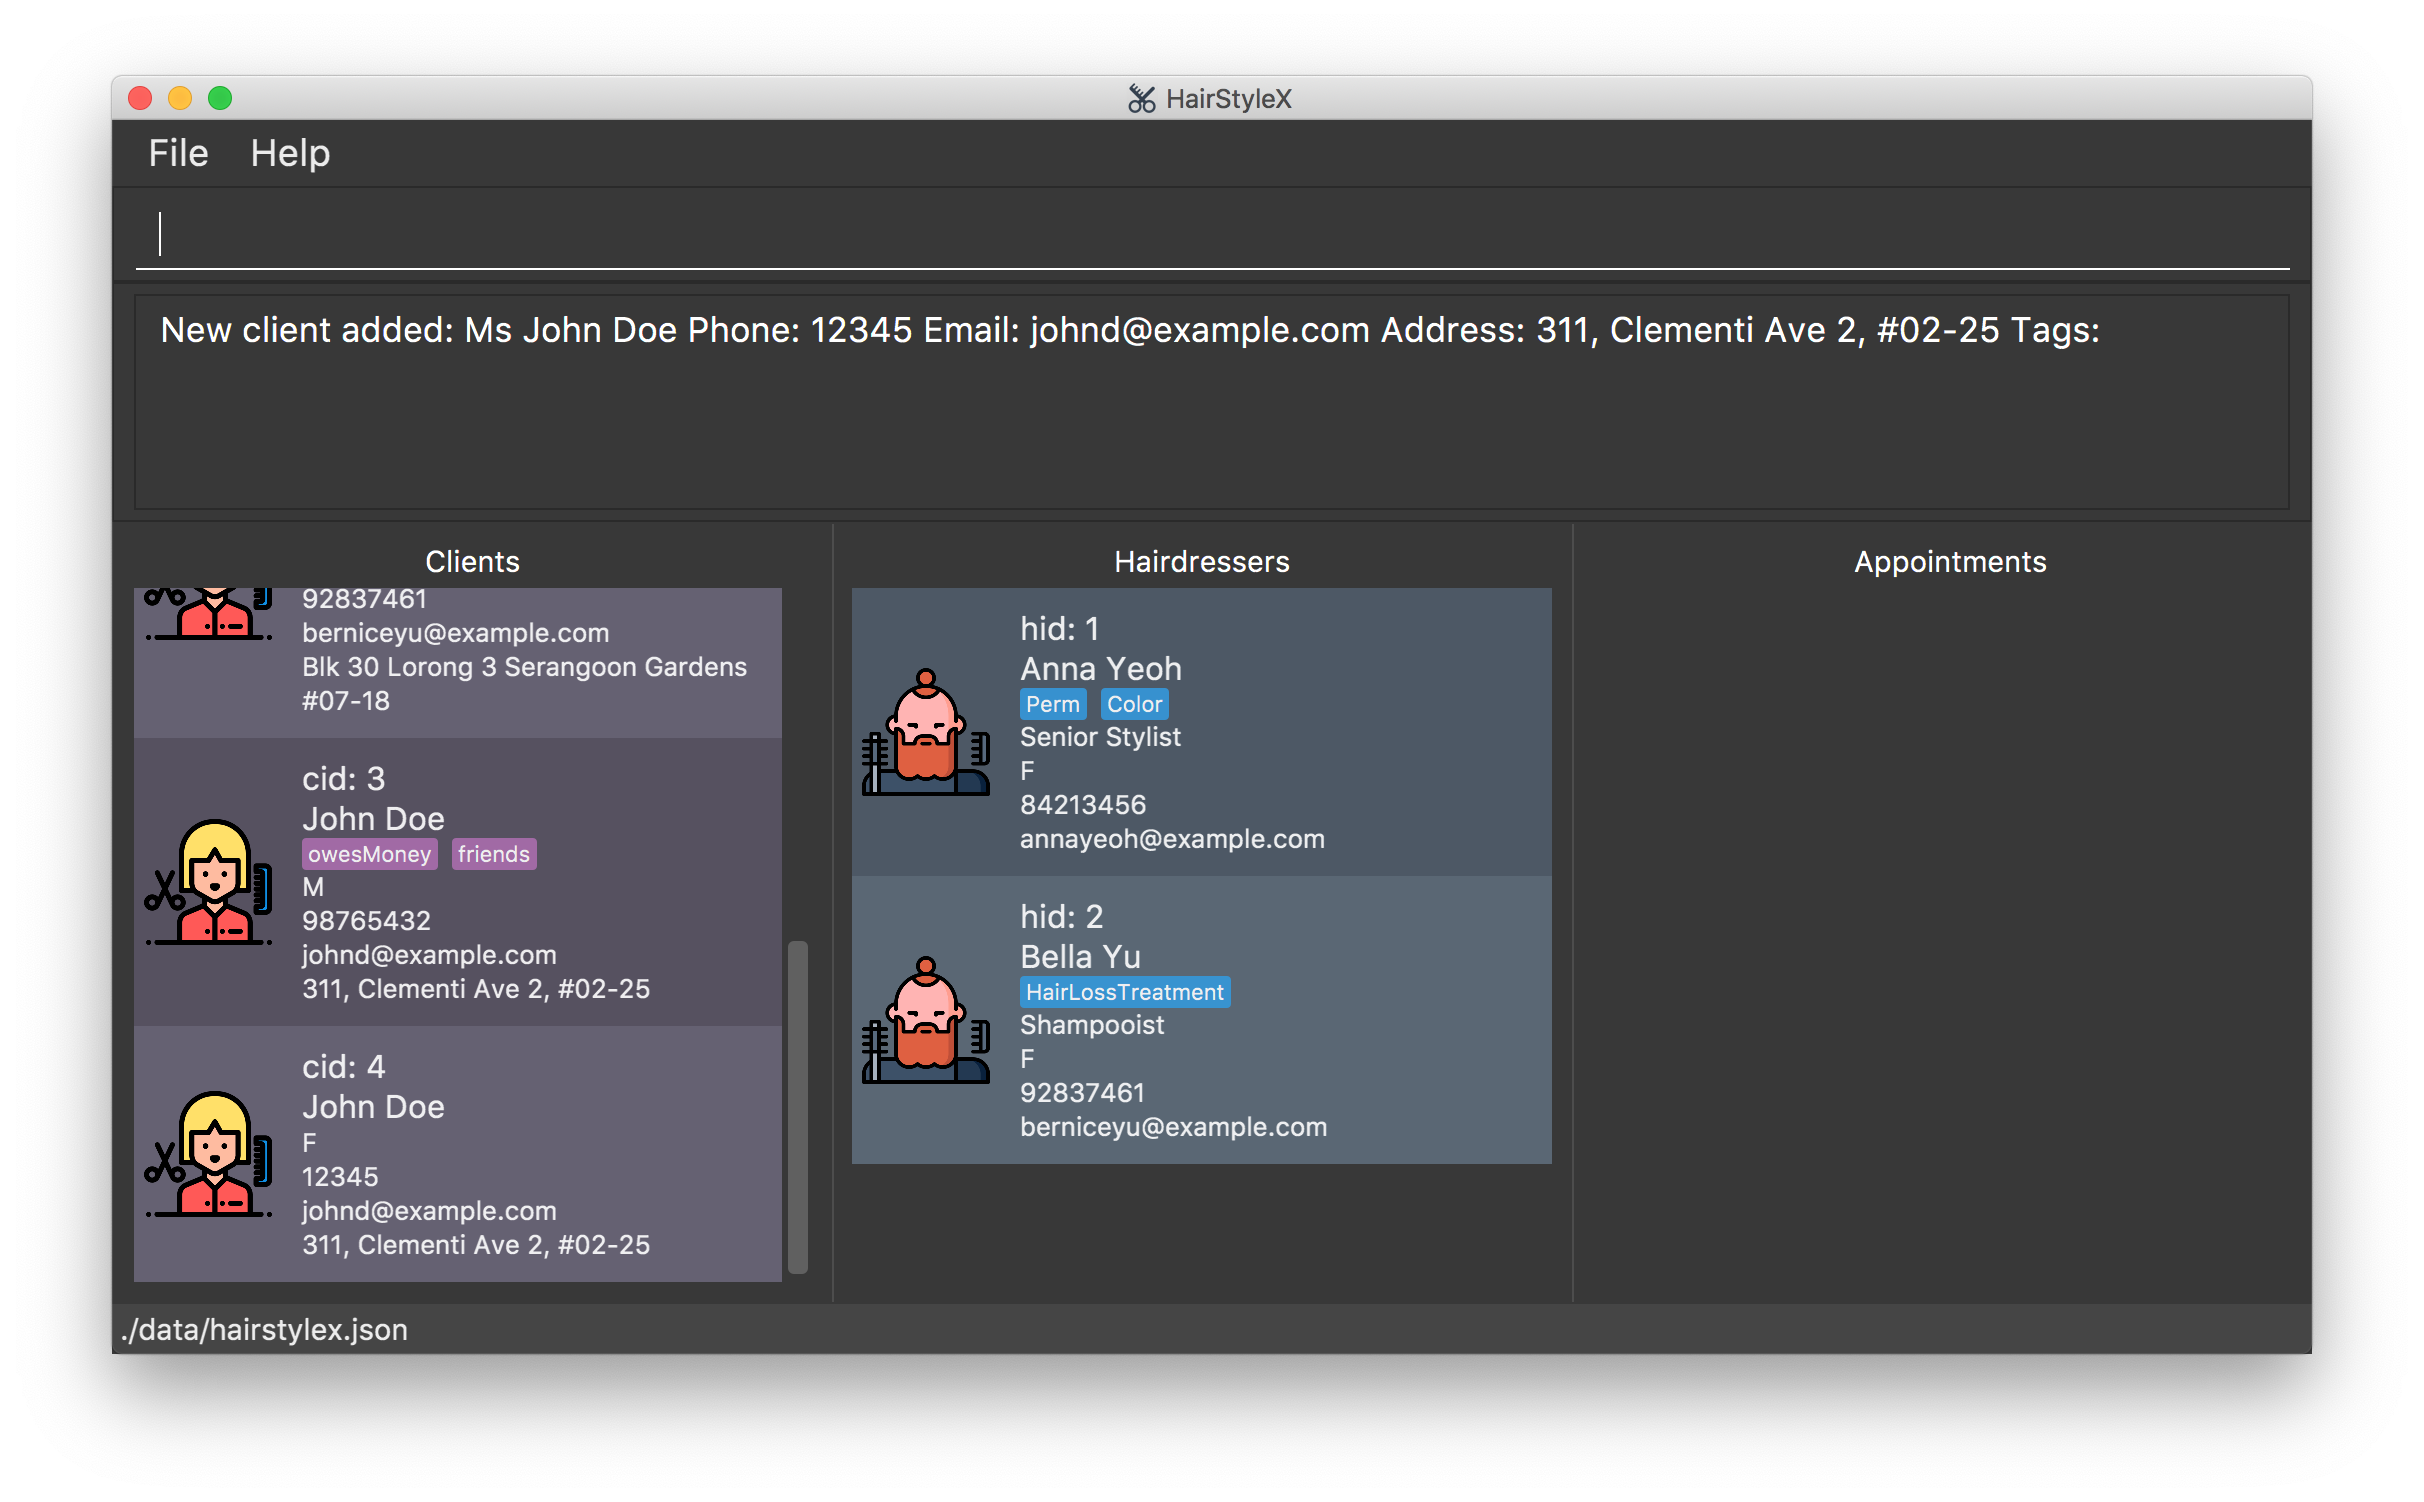 HairStyleX
File Help
New client added: Ms John Doe Phone: 12345 Email: johnd@example.com Address: 311, Clementi Ave 2, #02-25 Tags:
Clients
92837461
berniceyu@example.com
Blk 30 Lorong 3 Serangoon Gardens
#07-18
cid: 3
John Doe
owesMoney friends
M
98765432
johnd@example.com
311, Clementi Ave 2, #02-25
cid: 4
John Doe
F
12345
johnd@example.com
311, Clementi Ave 2, #02-25
Hairdressers
hid: 1
Anna Yeoh
Perm Color
Senior Stylist
F
84213456
annayeoh@example.com
hid: 2
Bella Yu
HairLossTreatment
Shampooist
F
92837461
berniceyu@example.com
Appointments
./data/hairstylex.json